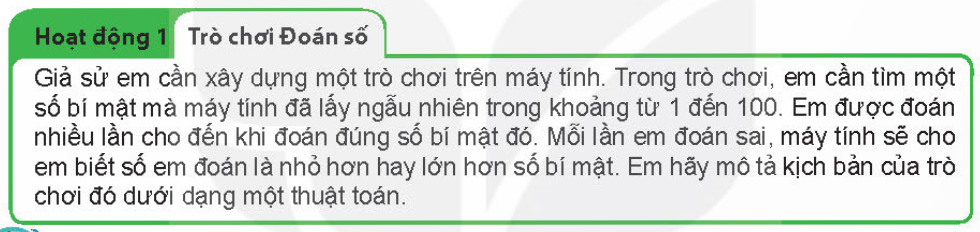 Hoạt động 1 Trò chơi Đoán số
Giả sử em cần xây dựng một trò chơi trên máy tính. Trong trò chơi, em cần tìm một
số bí mật mà máy tính đã lấy ngẫu nhiên trong khoảng từ 1 đến 100. Em được đoán
nhiều lần cho đến khi đoán đúng số bí mật đó. Mỗi lần em đoán sai, máy tính sẽ cho
em biết số em đoán là nhỏ hơn hay lớn hơn số bí mật. Em hãy mô tả kịch bản của trò
chơi đó dưới dạng một thuật toán.